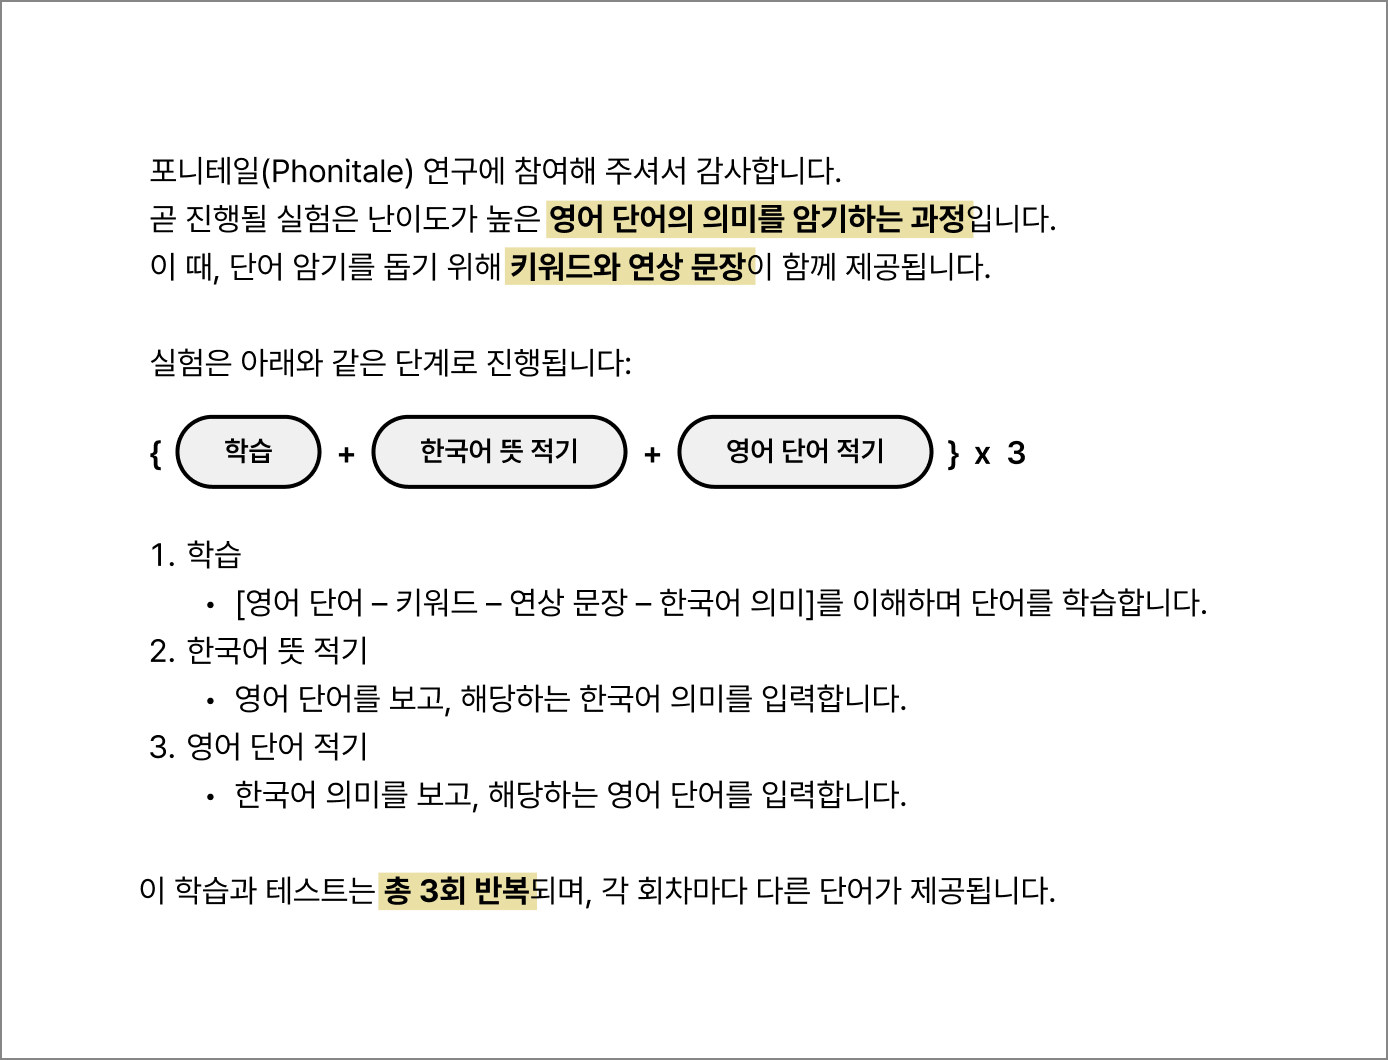 포니테일(Phonitale) 연구에 참여해 주셔서 감사합니다.
곧 진행될 실험은 난이도가 높은 영어 단어의 의미를 암기하는 과정입니다.
이 때, 단어 암기를 돕기 위해 키워드와 연상 문장이 함께 제공됩니다.
실험은 아래와 같은 단계로 진행됩니다:
{ 학습 + 한국어 뜻 적기 + 영어 단어 적기 } x 3
1. 학습
• [영어 단어 – 키워드 – 연상 문장 – 한국어 의미]를 이해하며 단어를 학습합니다.
2. 한국어 뜻 적기
• 영어 단어를 보고, 해당하는 한국어 의미를 입력합니다.
3. 영어 단어 적기
• 한국어 의미를 보고, 해당하는 영어 단어를 입력합니다.
이 학습과 테스트는 총 3회 반복되며, 각 회차마다 다른 단어가 제공됩니다.